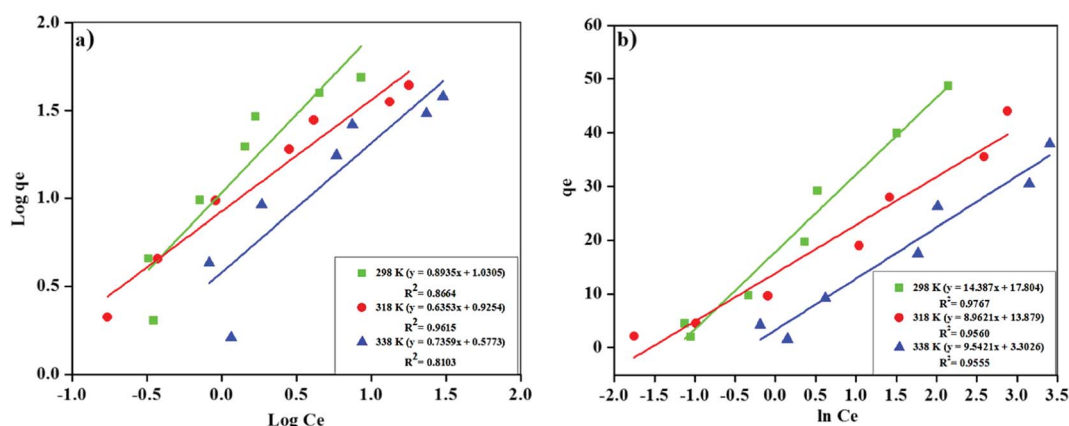 a)
2.0
1.5
1.0
0.5
0.0
Log qe
-1.0
-0.5
0.0
0.5
1.0
1.5
2.0
Log Ce
298 K (y = 0.8935x + 1.0305)
R2= 0.8664
318 K (y = 0.6353x + 0.9254)
R2= 0.9615
338 K (y = 0.7359x + 0.5773)
R2= 0.8103
b)
60
50
40
30
20
10
0
qe
-2.0
-1.5
-1.0
-0.5
0.0
0.5
1.0
1.5
2.0
2.5
3.0
3.5
ln Ce
298 K (y = 14.387x + 17.804)
R2= 0.9767
318 K (y = 8.9621x + 13.879)
R2= 0.9560
338 K (y = 9.5421x + 3.3026)
R2= 0.9555